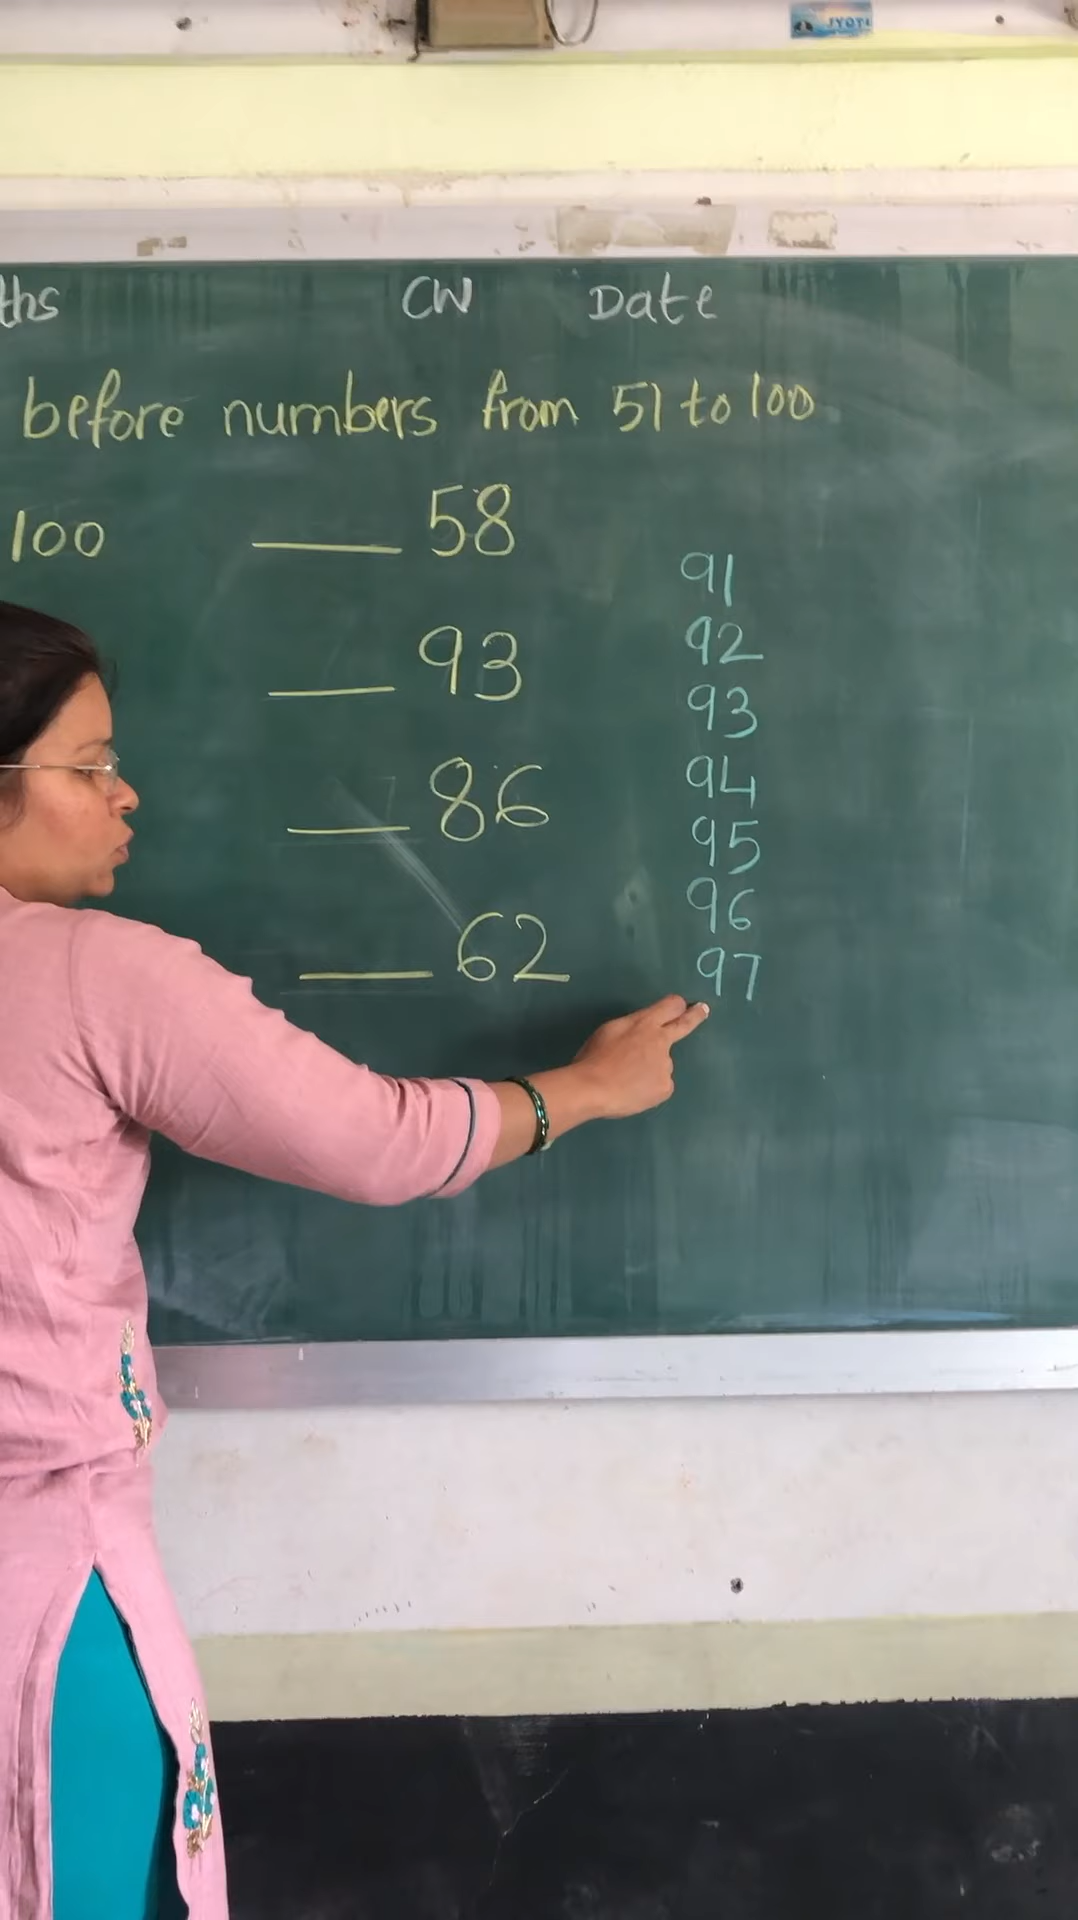 JYOTI
ths CW Date
before numbers from 51 to 100
100 ___ 58
___ 93
___ 86
___ 62
91
92
93
94
95
96
97